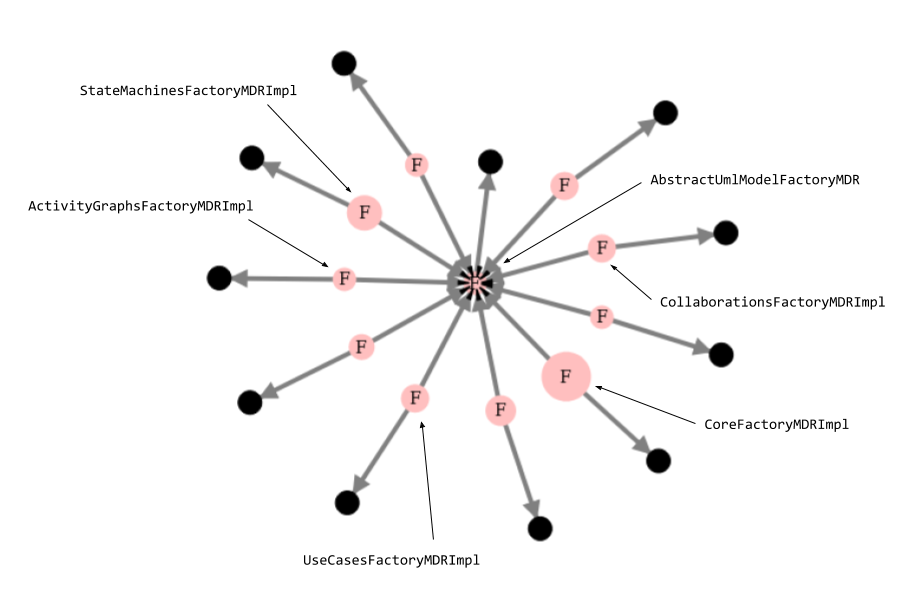 StateMachinesFactoryMDRImpl
F
F
AbstractUmlModelFactoryMDR
ActivityGraphsFactoryMDRImpl
F
F
F
F
CollaborationsFactoryMDRImpl
F
F
F
F
CoreFactoryMDRImpl
F
F
UseCasesFactoryMDRImpl